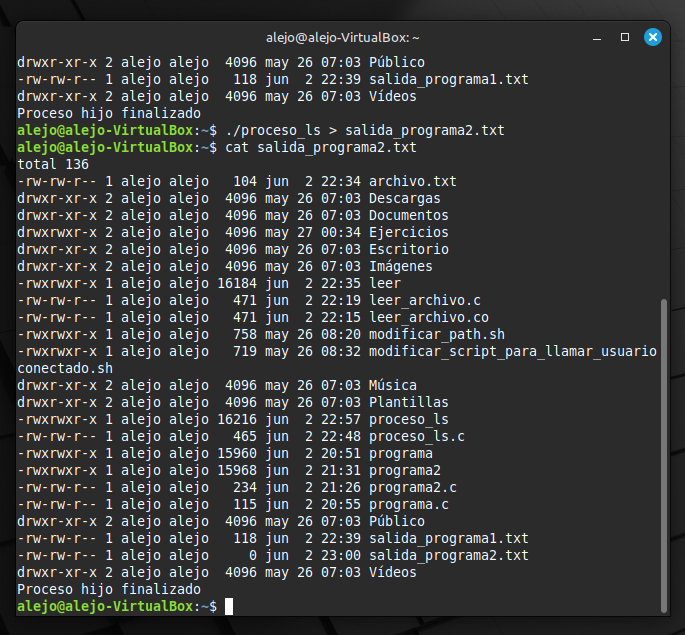 alejo@alejo-VirtualBox: ~
drwxr-xr-x 2 alejo alejo  4096 may 26 07:03 Público
-rw-rw-r-- 1 alejo alejo   118 jun  2 22:39 salida_programa1.txt
drwxr-xr-x 2 alejo alejo  4096 may 26 07:03 Vídeos
Proceso hijo finalizado
alejo@alejo-VirtualBox:~$ ./proceso_ls > salida_programa2.txt
alejo@alejo-VirtualBox:~$ cat salida_programa2.txt
total 136
-rw-rw-r-- 1 alejo alejo   104 jun  2 22:34 archivo.txt
drwxr-xr-x 2 alejo alejo  4096 may 26 07:03 Descargas
drwxr-xr-x 2 alejo alejo  4096 may 26 07:03 Documentos
drwxrwxr-x 2 alejo alejo  4096 may 27 00:34 Ejercicios
drwxr-xr-x 2 alejo alejo  4096 may 26 07:03 Escritorio
drwxr-xr-x 2 alejo alejo  4096 may 26 07:03 Imágenes
-rwxrwxr-x 1 alejo alejo 16184 jun  2 22:35 leer
-rw-rw-r-- 1 alejo alejo   471 jun  2 22:19 leer_archivo.c
-rw-rw-r-- 1 alejo alejo   471 jun  2 22:15 leer_archivo.co
-rwxrwxr-x 1 alejo alejo   758 may 26 08:20 modificar_path.sh
-rwxrwxr-x 1 alejo alejo   719 may 26 08:32 modificar_script_para_llamar_usuario
conectado.sh
drwxr-xr-x 2 alejo alejo  4096 may 26 07:03 Música
drwxr-xr-x 2 alejo alejo  4096 may 26 07:03 Plantillas
-rwxrwxr-x 1 alejo alejo 16216 jun  2 22:57 proceso_ls
-rw-rw-r-- 1 alejo alejo   465 jun  2 22:48 proceso_ls.c
-rwxrwxr-x 1 alejo alejo 15960 jun  2 20:51 programa
-rwxrwxr-x 1 alejo alejo 15968 jun  2 21:31 programa2
-rw-rw-r-- 1 alejo alejo   234 jun  2 21:26 programa2.c
-rw-rw-r-- 1 alejo alejo   115 jun  2 20:55 programa.c
drwxr-xr-x 2 alejo alejo  4096 may 26 07:03 Público
-rw-rw-r-- 1 alejo alejo   118 jun  2 22:39 salida_programa1.txt
-rw-rw-r-- 1 alejo alejo     0 jun  2 23:00 salida_programa2.txt
drwxr-xr-x 2 alejo alejo  4096 may 26 07:03 Vídeos
Proceso hijo finalizado
alejo@alejo-VirtualBox:~$